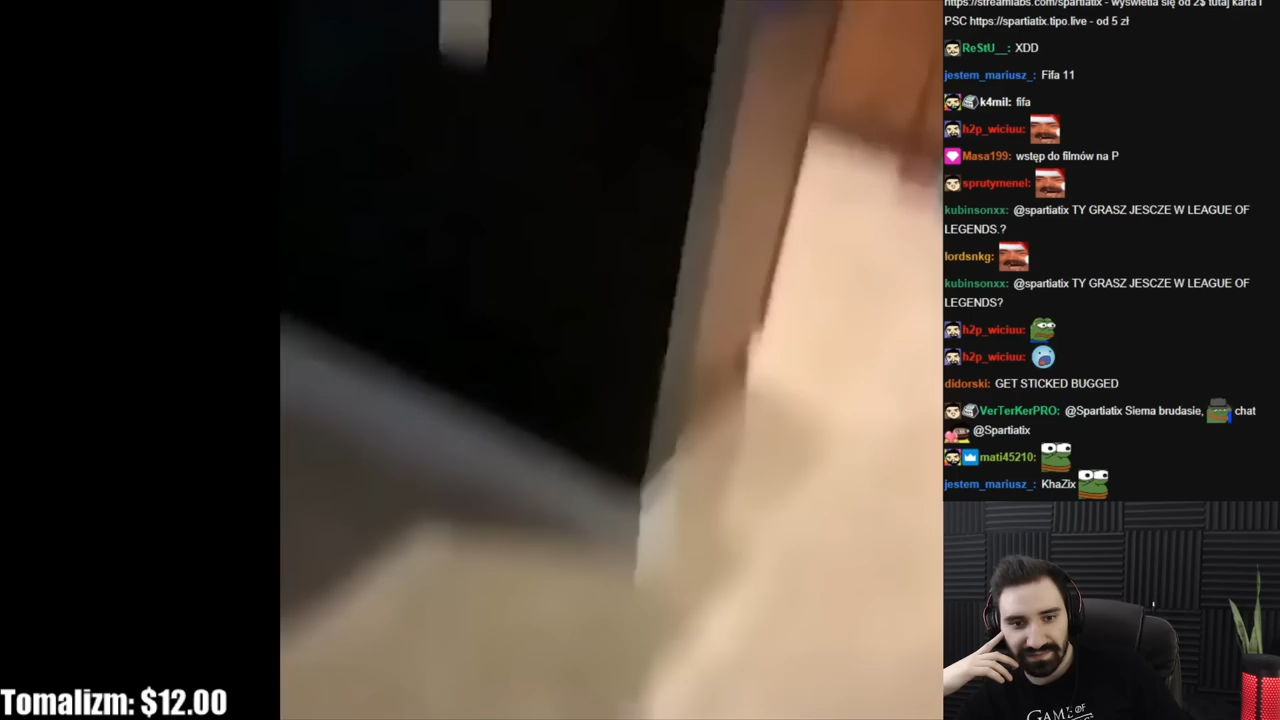 https://streamlabs.com/spartiatix - wyświetla się od 2$ tutaj karta i
PSC https://spartiatix.tipo.live - od 5 zł
ReStU__: XDD
jestem_mariusz_: Fifa 11
k4mil: fifa
h2p_wiciuu:
Masa199: wstęp do filmów na P
sprutymenel:
kubinsonxx: @spartiatix TY GRASZ JESCZE W LEAGUE OF
LEGENDS.?
lordsnkg:
kubinsonxx: @spartiatix TY GRASZ JESCZE W LEAGUE OF
LEGENDS?
h2p_wiciuu:
h2p_wiciuu:
didorski: GET STICKED BUGGED
VerTerKerPRO: @Spartiatix Siema brudasie, chat
@Spartiatix
mati45210:
jestem_mariusz_: KhaZix
GAME OF
Tomalizm: $12.00